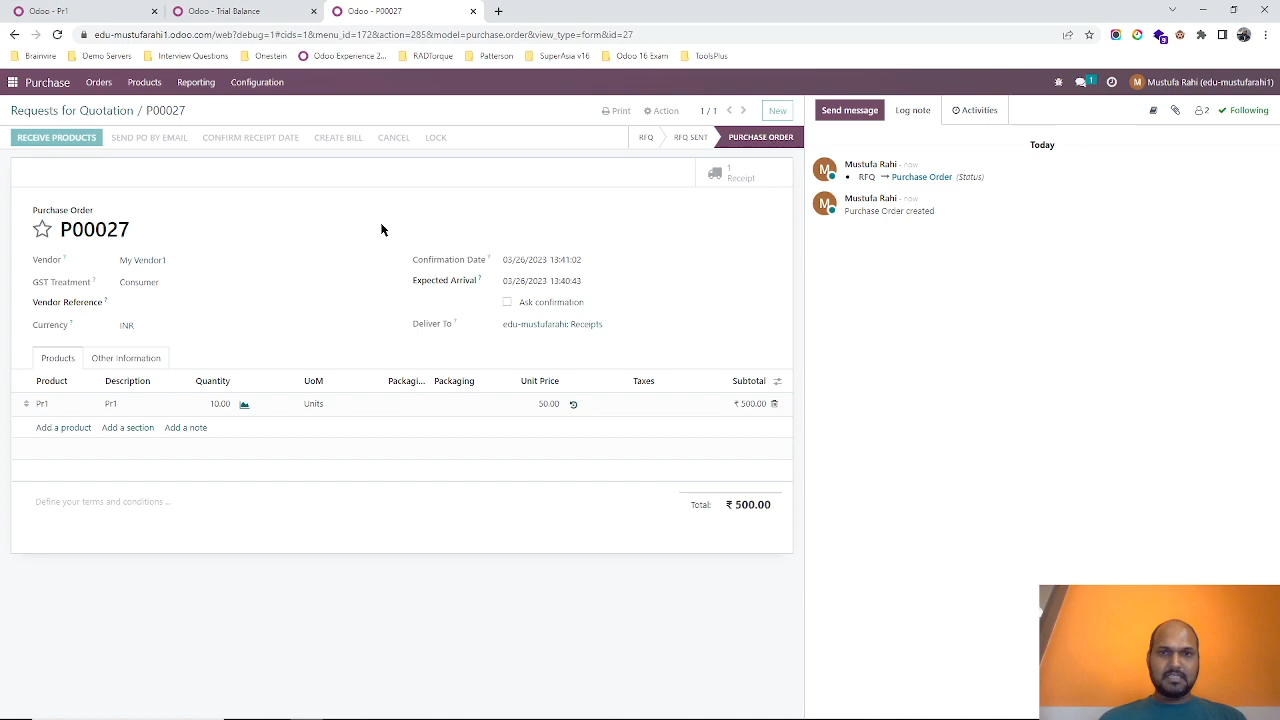 Odoo - Pr1
Odoo - Trial Balance
Odoo - P00027
edu-mustufarahi1.odoo.com/web?debug=1#cids=1&menu_id=172&action=285&model=purchase.order&view_type=form&id=27
Brainvire Demo Servers Interview Questions Onestein Odoo Experience 2... RADTorque Patterson SuperAsia v16 Odoo 16 Exam ToolsPlus
Purchase Orders Products Reporting Configuration 1 Mustufa Rahi (edu-mustufarahi1)
Requests for Quotation / P00027 Print Action 1 / 1 New
Send message Log note Activities 2 Following
RECEIVE PRODUCTS SEND PO BY EMAIL CONFIRM RECEIPT DATE CREATE BILL CANCEL LOCK RFQ RFQ SENT PURCHASE ORDER
1
Receipt
Purchase Order
P00027
Vendor ? My Vendor1
GST Treatment ? Consumer
Vendor Reference ?
Currency ? INR
Confirmation Date ? 03/26/2023 13:41:02
Expected Arrival ? 03/26/2023 13:40:43
Ask confirmation
Deliver To ? edu-mustufarahi: Receipts
Products Other Information
Product Description Quantity UoM Packagi... Packaging Unit Price Taxes Subtotal
Pr1 Pr1 10.00 Units 50.00 ₹ 500.00
Add a product Add a section Add a note
Define your terms and conditions ...
Total: ₹ 500.00
Today
M
Mustufa Rahi - now
RFQ → Purchase Order (Status)
M
Mustufa Rahi - now
Purchase Order created